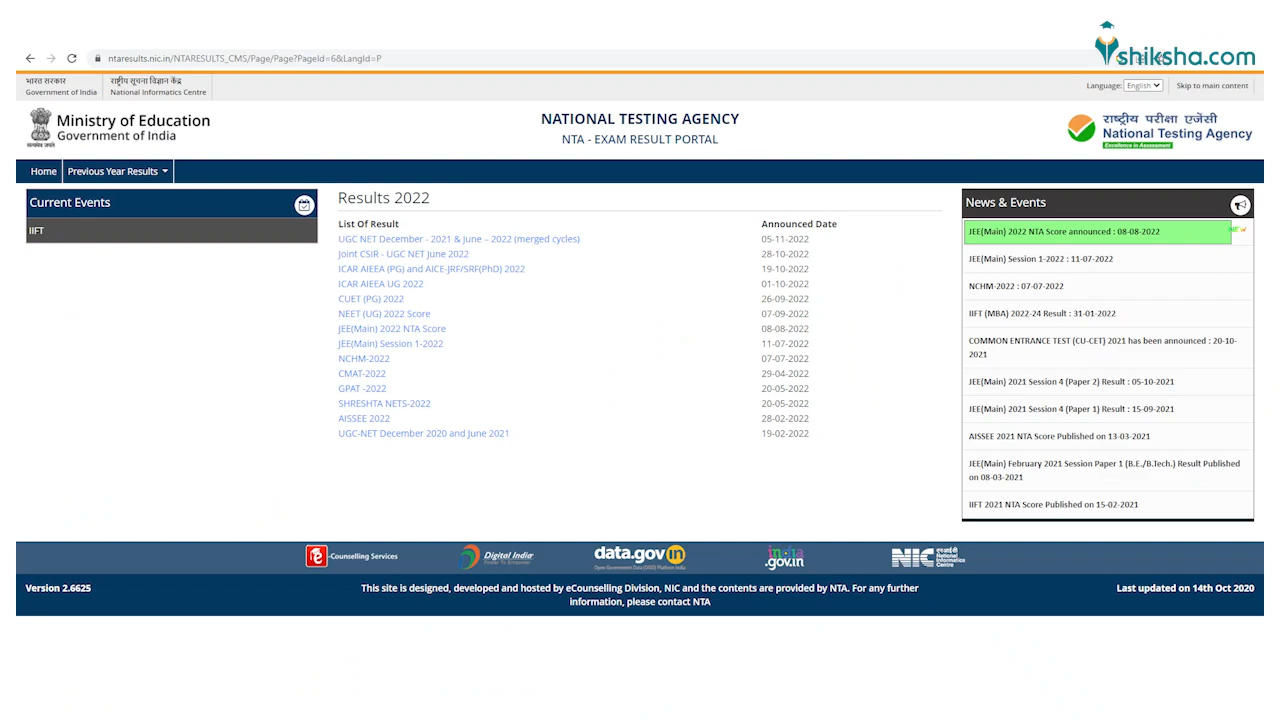 shiksha.com
ntaresults.nic.in/NTARESULTS_CMS/Page/Page?PageId=6&LangId=P
भारत सरकार
Government of India
राष्ट्रीय सूचना विज्ञान केंद्र
National Informatics Centre
Language: English
Skip to main content
सत्यमेव जयते
Ministry of Education
Government of India
NATIONAL TESTING AGENCY
NTA - EXAM RESULT PORTAL
राष्ट्रीय परीक्षा एजेंसी
National Testing Agency
Excellence in Assessment
Home
Previous Year Results
Current Events
IIFT
Results 2022
List Of Result Announced Date
UGC NET December - 2021 & June – 2022 (merged cycles) 05-11-2022
Joint CSIR - UGC NET June 2022 28-10-2022
ICAR AIEEA (PG) and AICE-JRF/SRF(PhD) 2022 19-10-2022
ICAR AIEEA UG 2022 01-10-2022
CUET (PG) 2022 26-09-2022
NEET (UG) 2022 Score 07-09-2022
JEE(Main) 2022 NTA Score 08-08-2022
JEE(Main) Session 1-2022 11-07-2022
NCHM-2022 07-07-2022
CMAT-2022 29-04-2022
GPAT -2022 20-05-2022
SHRESHTA NETS-2022 20-05-2022
AISSEE 2022 28-02-2022
UGC-NET December 2020 and June 2021 19-02-2022
News & Events
JEE(Main) 2022 NTA Score announced : 08-08-2022 NEW
JEE(Main) Session 1-2022 : 11-07-2022
NCHM-2022 : 07-07-2022
IIFT (MBA) 2022-24 Result : 31-01-2022
COMMON ENTRANCE TEST (CU-CET) 2021 has been announced : 20-10-
2021
JEE(Main) 2021 Session 4 (Paper 2) Result : 05-10-2021
JEE(Main) 2021 Session 4 (Paper 1) Result : 15-09-2021
AISSEE 2021 NTA Score Published on 13-03-2021
JEE(Main) February 2021 Session Paper 1 (B.E./B.Tech.) Result Published
on 08-03-2021
IIFT 2021 NTA Score Published on 15-02-2021
e-Counselling Services
Digital India
Power To Empower
data.gov in
Open Government Data (OGD) Platform India
india
.gov.in
NIC
एनआईसी
National
Informatics
Centre
Version 2.6625
This site is designed, developed and hosted by eCounselling Division, NIC and the contents are provided by NTA. For any further
information, please contact NTA
Last updated on 14th Oct 2020